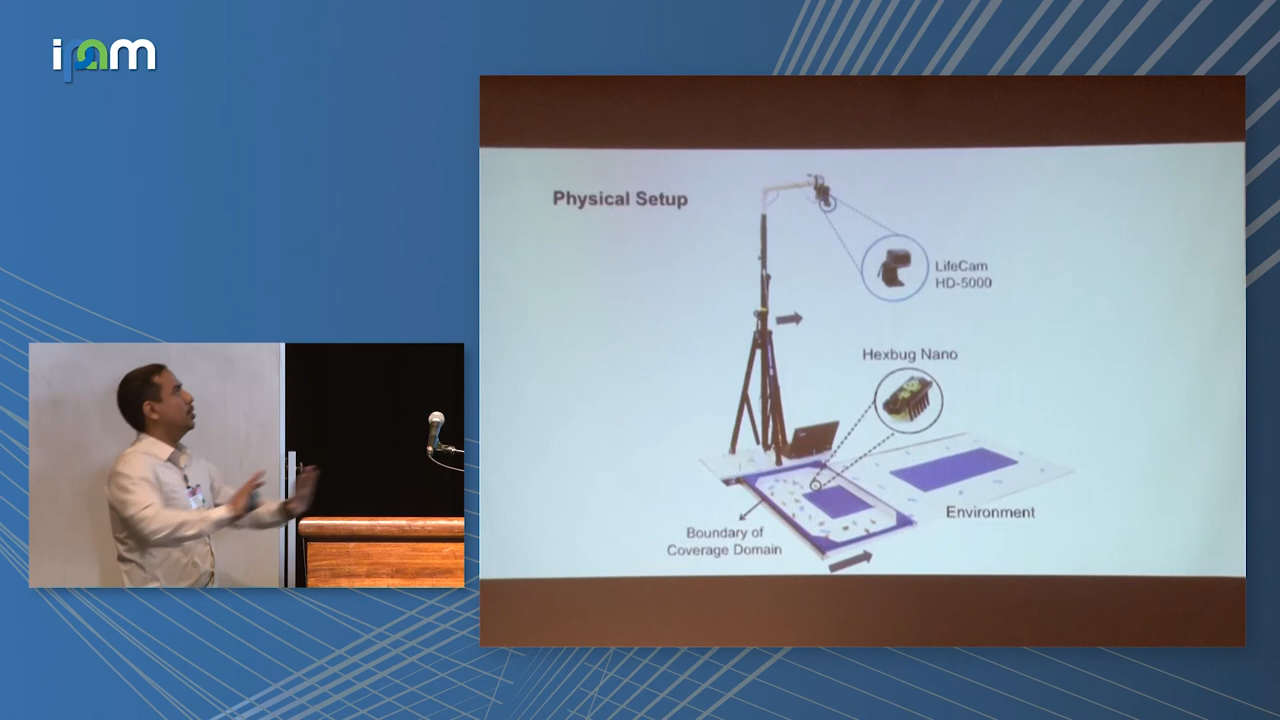 ipam
Physical Setup
LifeCam
HD-5000
Hexbug Nano
Environment
Boundary of
Coverage Domain